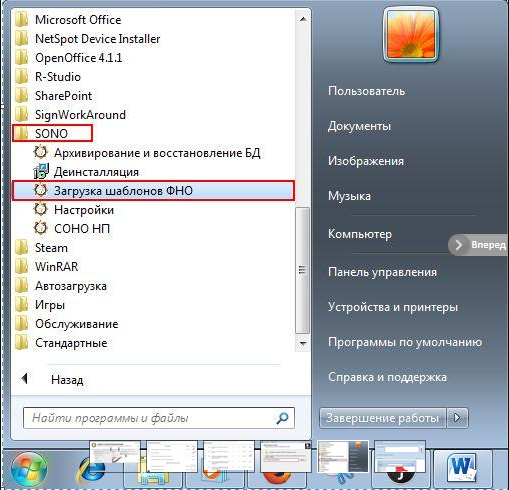 Microsoft Office
NetSpot Device Installer
OpenOffice 4.1.1
R-Studio
SharePoint
SignWorkAround
SONO
Архивирование и восстановление БД
Деинсталляция
Загрузка шаблонов ФНО
Настройки
СОНО НП
Steam
WinRAR
Автозагрузка
Игры
Обслуживание
Стандартные
Назад
Найти программы и файлы
Пользователь
Документы
Изображения
Музыка
Компьютер
Вперед
Панель управления
Устройства и принтеры
Программы по умолчанию
Справка и поддержка
Завершение работы